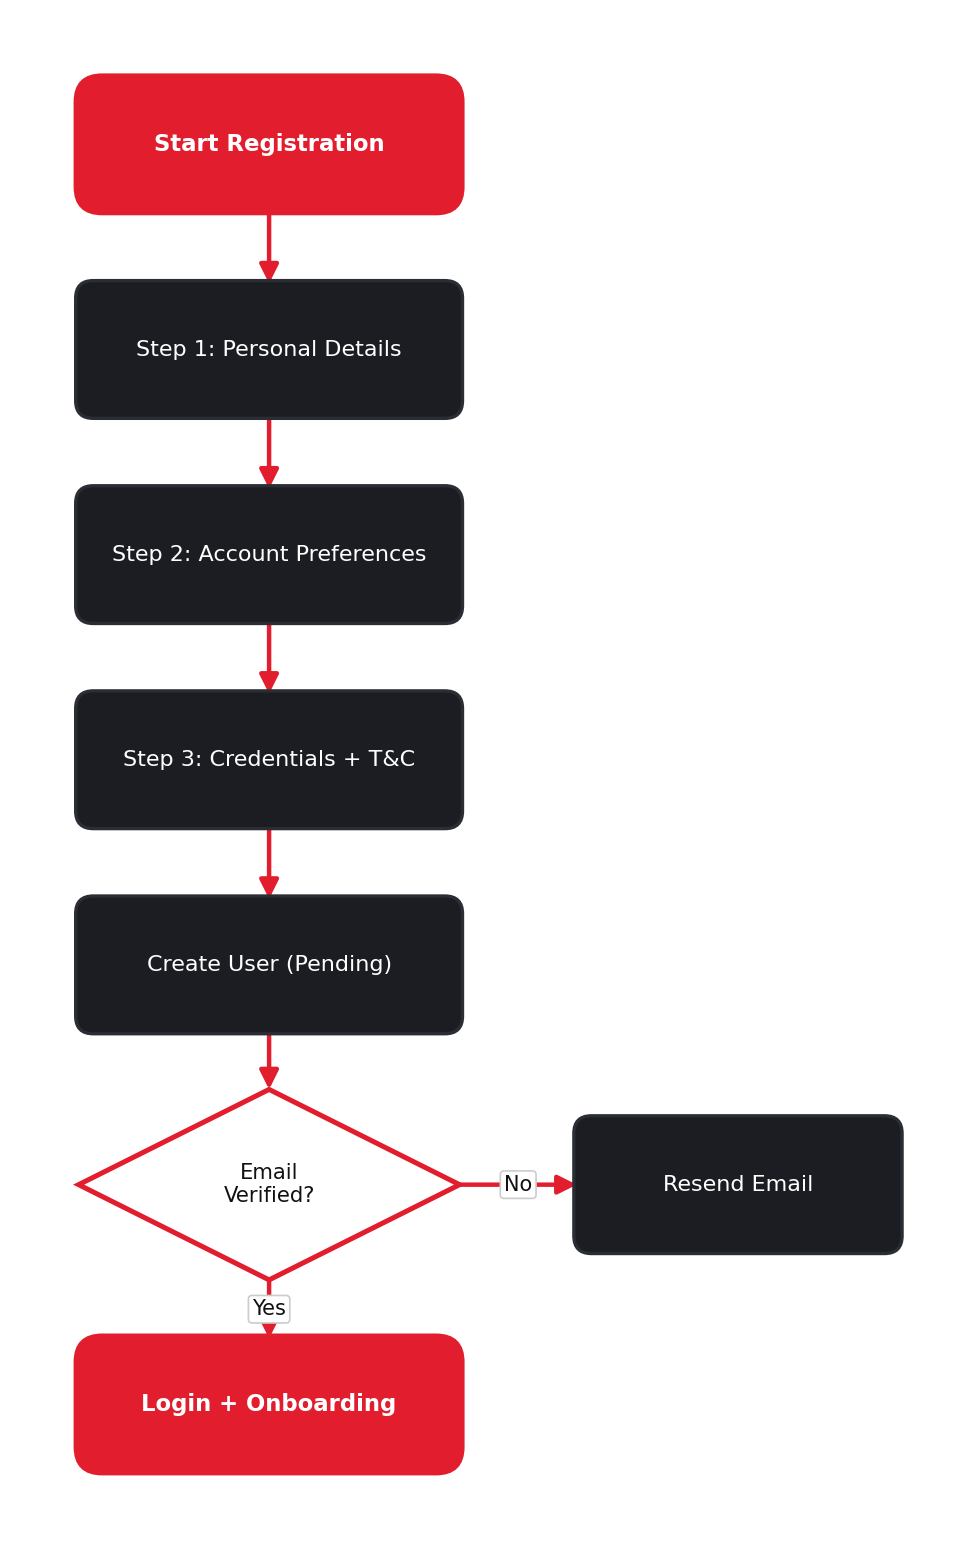 Start Registration
Step 1: Personal Details
Step 2: Account Preferences
Step 3: Credentials + T&C
Create User (Pending)
Email
Verified?
No
Resend Email
Yes
Login + Onboarding